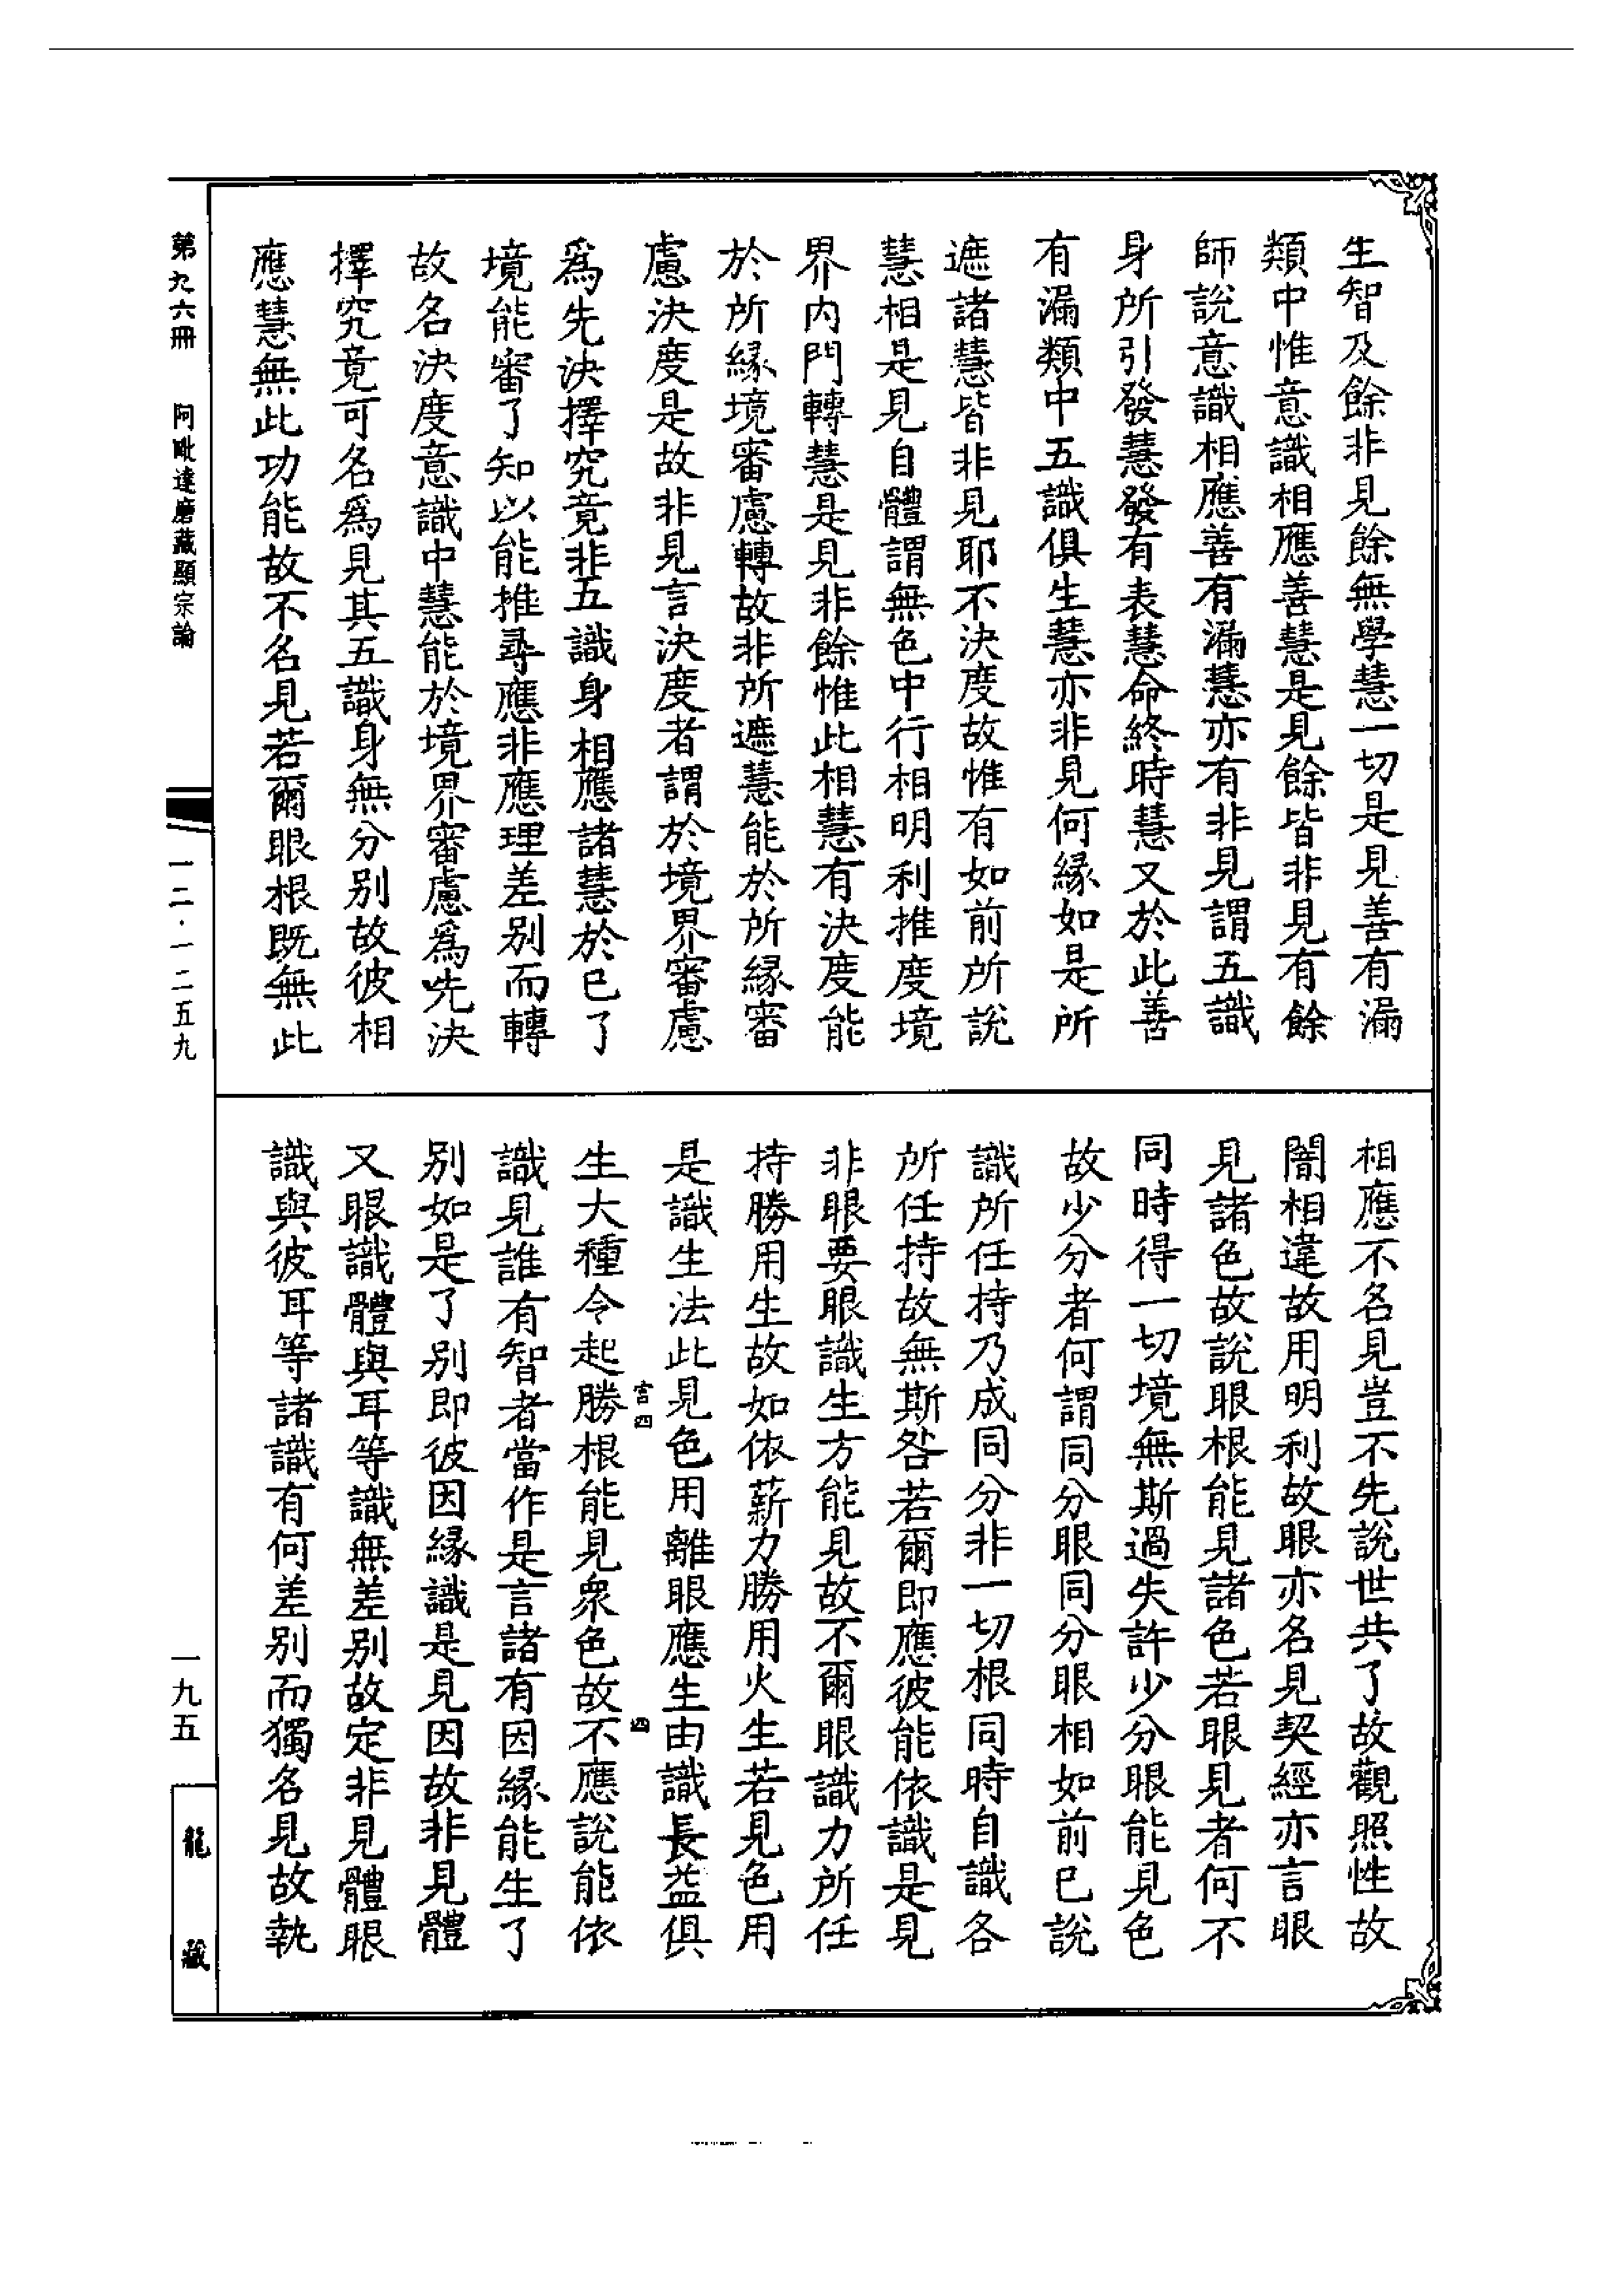 生智及餘非見餘無學慧一切是見善有漏
類中惟意識相應善慧是見餘皆非見有餘
師說意識相應善有漏慧亦有非見謂五識
身所引發慧發有表慧命終時慧又於此善
有漏類中五識俱生慧亦非見何緣如是所
遮諸慧皆非見耶不決度故惟有如前所說
慧相是見自體謂無色中行相明利推度境
界內門轉慧是見非餘惟此相慧有決度能
於所緣境審慮轉故非所遮慧能於所緣審
慮決度是故非見言決度者謂於境界審慮
爲先決擇究竟非五識身相應諸慧於已了
境能審了知以能推尋應非應理差別而轉
故名決度意識中慧能於境界審慮爲先決
擇究竟可名爲見其五識身無分別故彼相
應慧無此功能故不名見若爾眼根既無此
相應不名見豈不先說世共了故觀照性故
闇相違故用明利故眼亦名見契經亦言眼
見諸色故說眼根能見諸色若眼見者何不
同時得一切境無斯過失許少分眼能見色
故少分者何謂同分眼同分眼相如前已說
識所任持乃成同分非一切根同時自識各
所任持故無斯咎若爾即應彼能依識是見
非眼要眼識生方能見故不爾眼識力所任
持勝用生故如依薪力勝用火生若見色用
是識生法此見色用離眼應生由識長益俱
言四
四
生大種令起勝根能見衆色故不應說能依
識見誰有智者當作是言諸有因緣能生了
別如是了別即彼因緣識是見因故非見體
又眼識體與耳等識無差別故定非見體眼
識與彼耳等諸識有何差別而獨名見故執
第九六冊 阿毗達磨藏顯宗論
一二·一二五九
一九五
龍藏